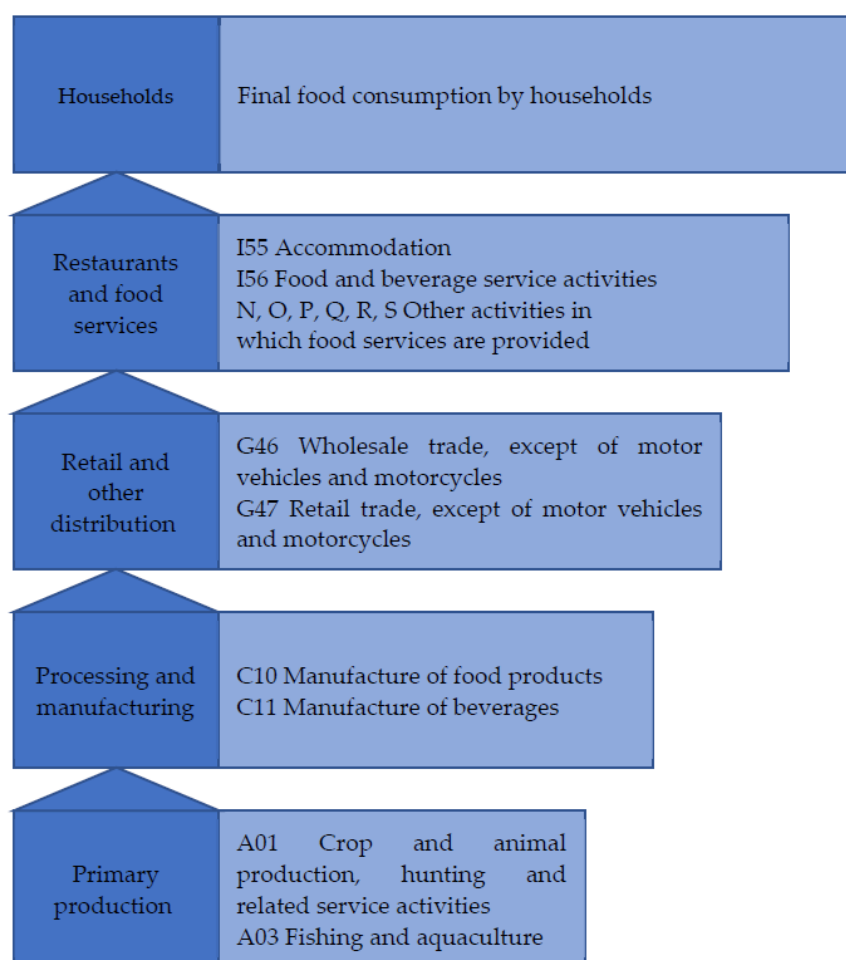 Households
Final food consumption by households
Restaurants
and food
services
I55 Accommodation
I56 Food and beverage service activities
N, O, P, Q, R, S Other activities in
which food services are provided
Retail and
other
distribution
G46 Wholesale trade, except of motor
vehicles and motorcycles
G47 Retail trade, except of motor vehicles
and motorcycles
Processing and
manufacturing
C10 Manufacture of food products
C11 Manufacture of beverages
Primary
production
A01 Crop and animal
production, hunting and
related service activities
A03 Fishing and aquaculture